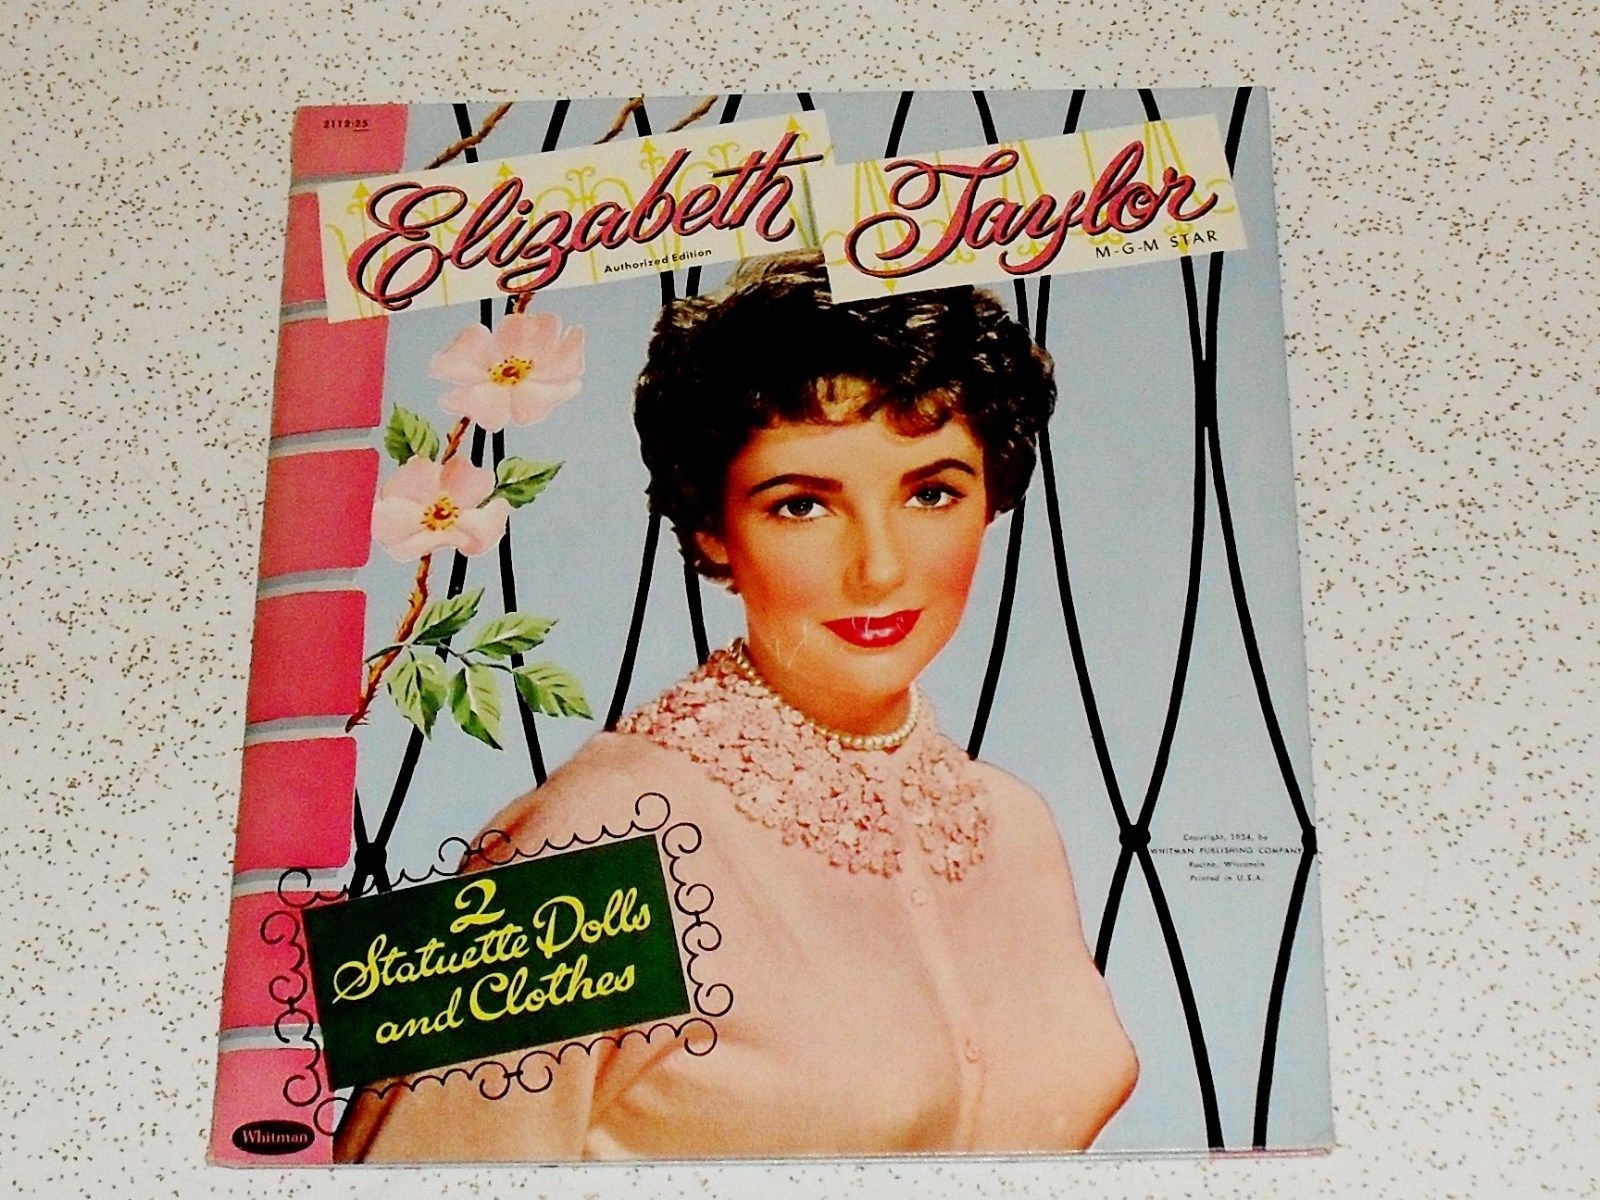 2112:25
Elizabeth Taylor
Authorized Edition
M-G-M STAR
Copyright, 1954, by
WHITMAN PUBLISHING COMPANY
Racine, Wisconsin
Printed in U.S.A.
2
Statuette Dolls
and Clothes
Whitman